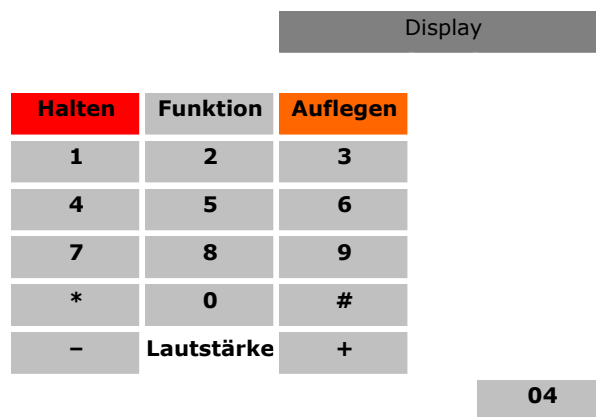 Display
Halten Funktion Auflegen
1 2 3
4 5 6
7 8 9
* 0 #
– Lautstärke +
04